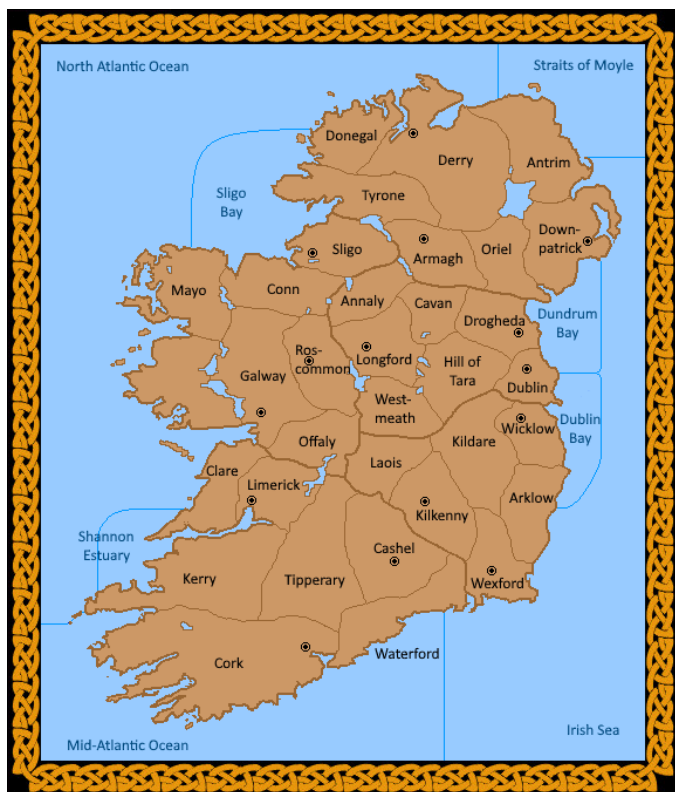 North Atlantic Ocean
Straits of Moyle
Donegal
Derry
Antrim
Sligo
Bay
Tyrone
Down-
patrick
Sligo
Armagh
Oriel
Mayo
Conn
Annaly
Cavan
Drogheda
Dundrum
Bay
Ros-
common
Longford
Hill of
Tara
Galway
Dublin
West-
meath
Dublin
Bay
Wicklow
Offaly
Kildare
Clare
Limerick
Laois
Arklow
Kilkenny
Shannon
Estuary
Cashel
Kerry
Tipperary
Wexford
Cork
Waterford
Irish Sea
Mid-Atlantic Ocean